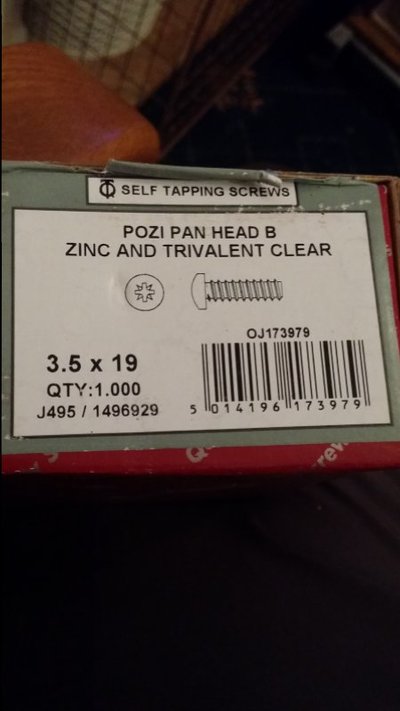 SELF TAPPING SCREWS
POZI PAN HEAD B
ZINC AND TRIVALENT CLEAR
OJ173979
3.5 x 19
QTY:1.000
J495 / 1496929
5 014196 173979